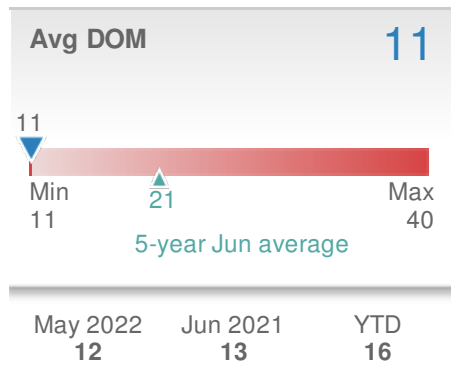 Avg DOM 11
11
Min Max
11 21 40
5-year Jun average
May 2022 Jun 2021 YTD
12 13 16